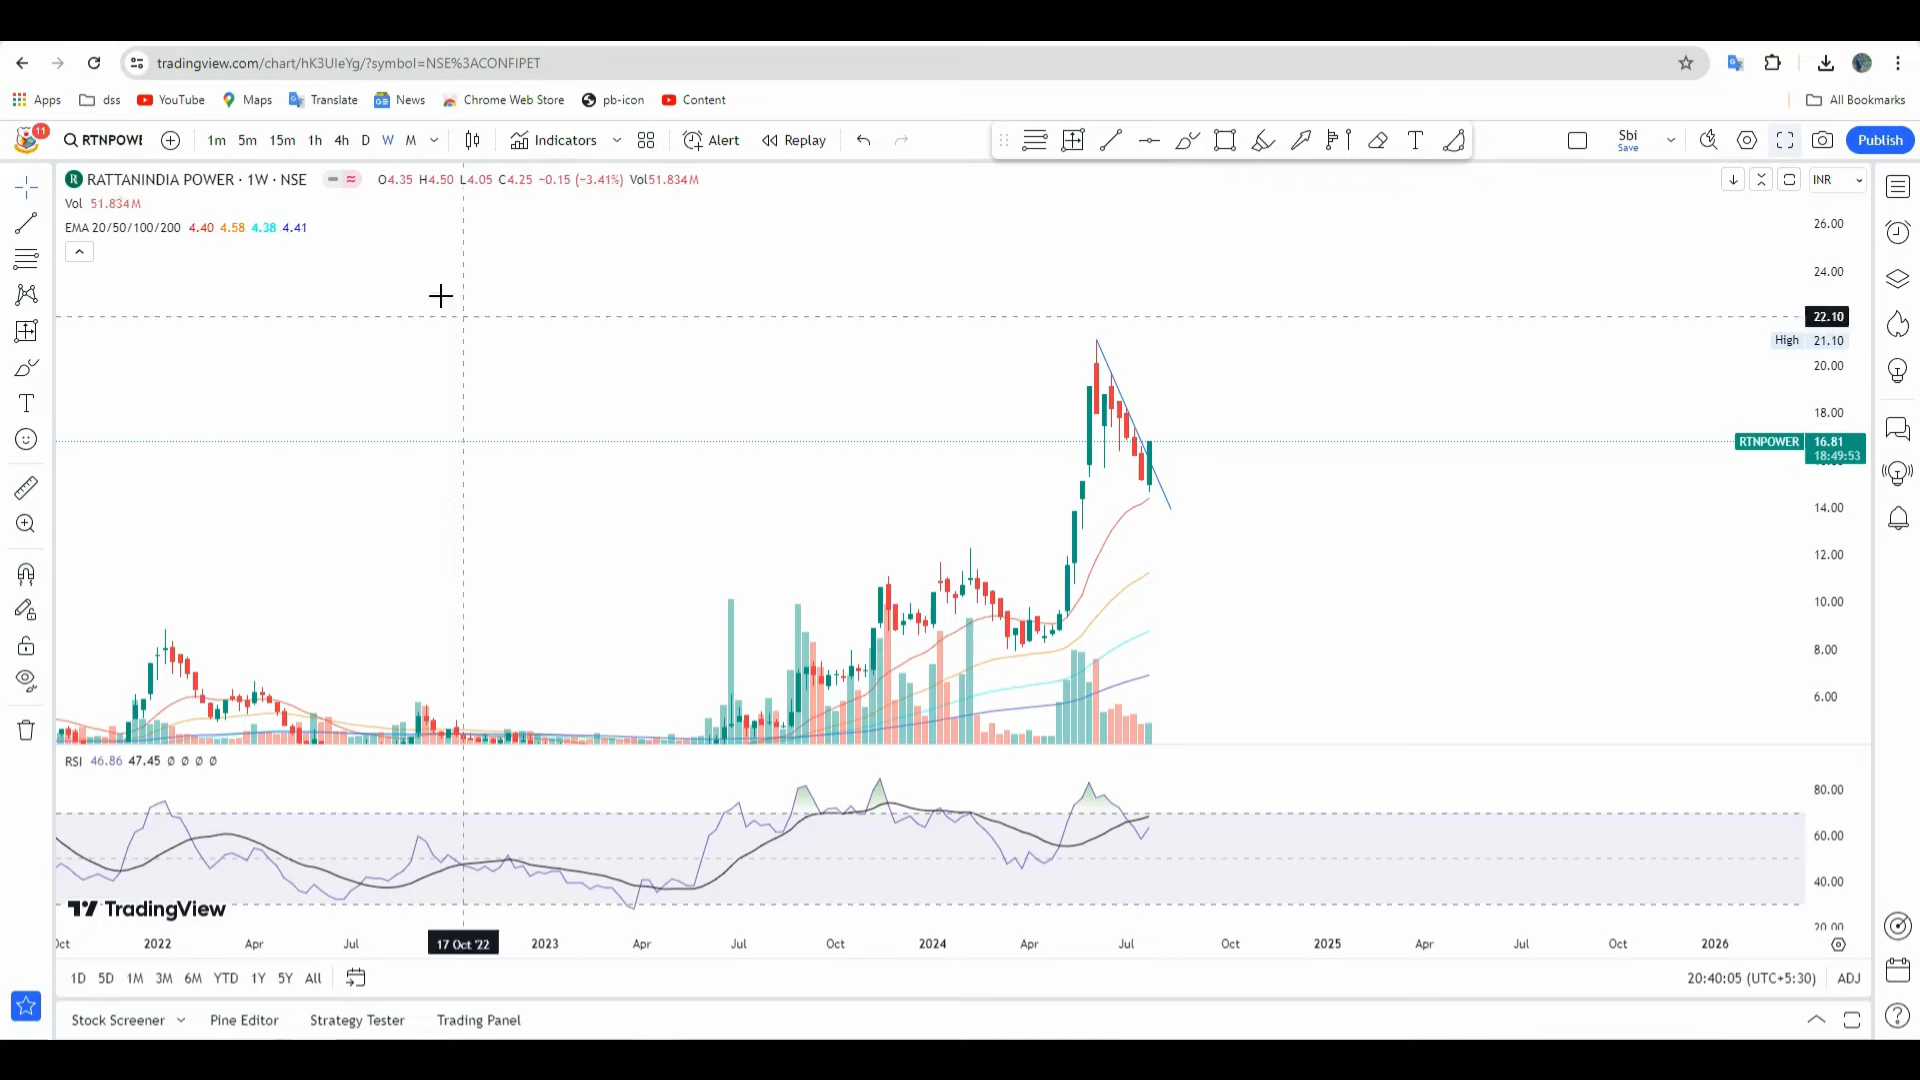 tradingview.com/chart/hK3UIeYg/?symbol=NSE%3ACONFIPET
Apps dss YouTube Maps Translate News Chrome Web Store pb-icon Content All Bookmarks
11 RTNPOWE 1m 5m 15m 1h 4h D W M Indicators Alert Replay Sbi Save Publish
RATTANINDIA POWER · 1W · NSE O4.35 H4.50 L4.05 C4.25 −0.15 (−3.41%) Vol51.834M INR
Vol 51.834M
EMA 20/50/100/200 4.40 4.58 4.38 4.41
26.00
24.00
22.10
High 21.10
20.00
18.00
RTNPOWER 16.81
18:49:53
14.00
12.00
10.00
8.00
6.00
RSI 46.86 47.45 Ø Ø Ø Ø
80.00
60.00
40.00
TradingView
20.00
Oct 2022 Apr Jul 17 Oct '22 2023 Apr Jul Oct 2024 Apr Jul Oct 2025 Apr Jul Oct 2026
1D 5D 1M 3M 6M YTD 1Y 5Y All 20:40:05 (UTC+5:30) ADJ
Stock Screener Pine Editor Strategy Tester Trading Panel